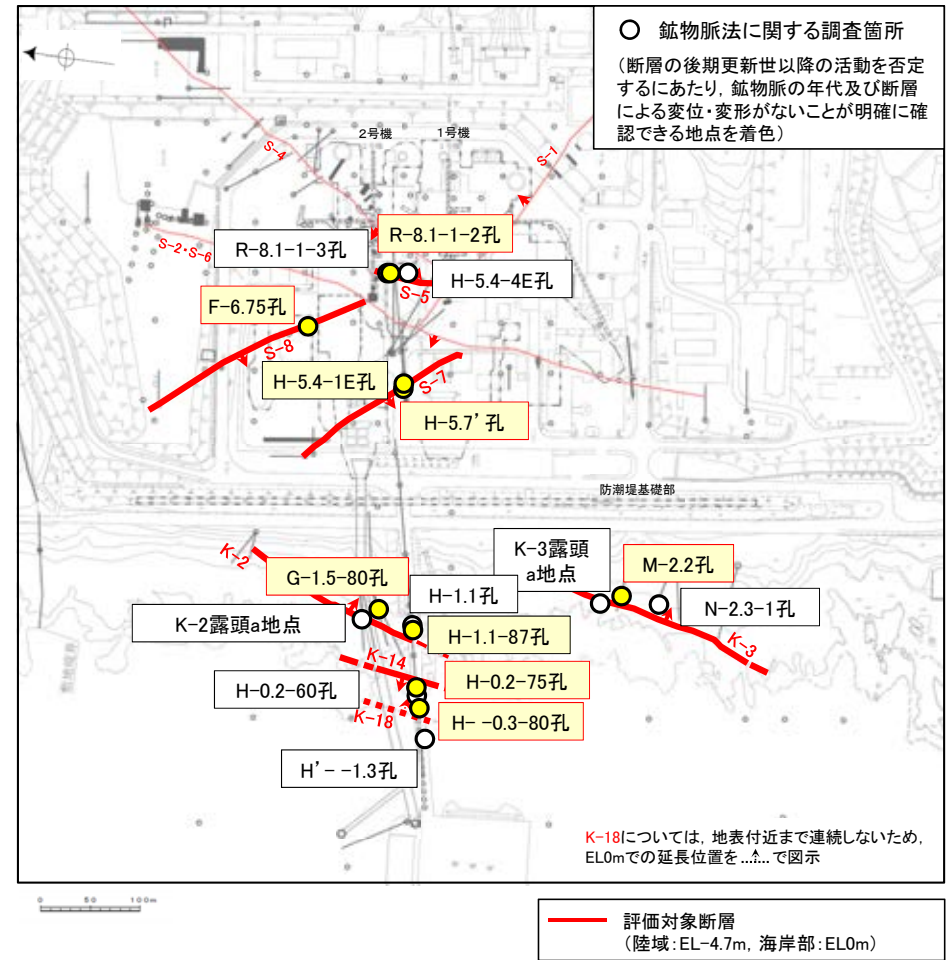 ○ 鉱物脈法に関する調査箇所
(断層の後期更新世以降の活動を否定
するにあたり,鉱物脈の年代及び断層
による変位・変形がないことが明確に確
認できる地点を着色)
2号機
1号機
S-4
S-1
S-2・S-6
R-8.1-1-2孔
R-8.1-1-3孔
H-5.4-4E孔
S-5
F-6.75孔
S-8
H-5.4-1E孔
S-7
H-5.7’孔
防潮堤基礎部
K-2
K-3露頭
a地点
M-2.2孔
G-1.5-80孔
H-1.1孔
N-2.3-1孔
K-2露頭a地点
H-1.1-87孔
K-3
K-14
H-0.2-75孔
H-0.2-60孔
K-18
H- -0.3-80孔
H’- -1.3孔
K-18については,地表付近まで連続しないため,
EL0mでの延長位置を...で図示
0 50 100m
評価対象断層
(陸域:EL-4.7m, 海岸部:EL0m)